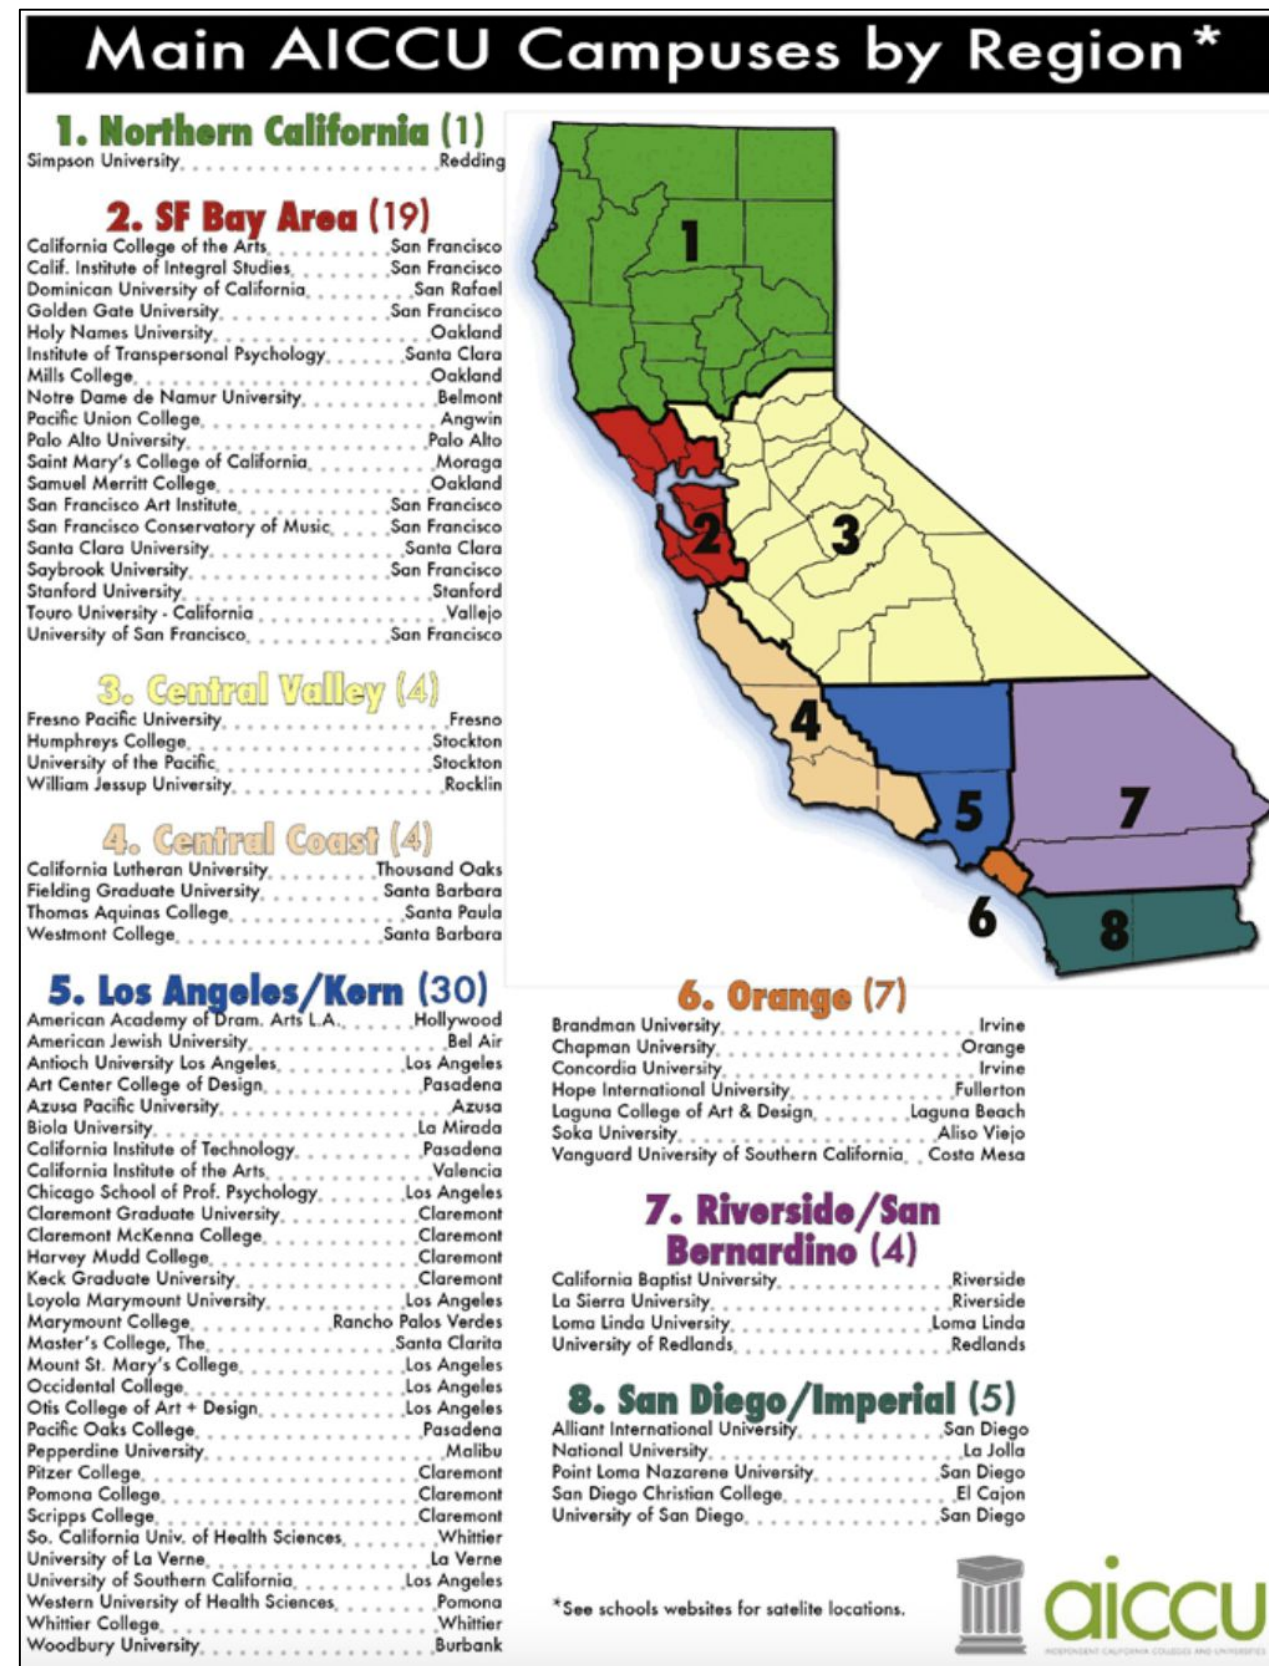 Main AICCU Campuses by Region*
1. Northern California (1)
Simpson University Redding
2. SF Bay Area (19)
California College of the Arts San Francisco
Calif. Institute of Integral Studies San Francisco
Dominican University of California San Rafael
Golden Gate University San Francisco
Holy Names University Oakland
Institute of Transpersonal Psychology Santa Clara
Mills College Oakland
Notre Dame de Namur University Belmont
Pacific Union College Angwin
Palo Alto University Palo Alto
Saint Mary's College of California Moraga
Samuel Merritt College Oakland
San Francisco Art Institute San Francisco
San Francisco Conservatory of Music San Francisco
Santa Clara University Santa Clara
Saybrook University San Francisco
Stanford University Stanford
Touro University - California Vallejo
University of San Francisco San Francisco
3. Central Valley (4)
Fresno Pacific University Fresno
Humphreys College Stockton
University of the Pacific Stockton
William Jessup University Rocklin
4. Central Coast (4)
California Lutheran University Thousand Oaks
Fielding Graduate University Santa Barbara
Thomas Aquinas College Santa Paula
Westmont College Santa Barbara
5. Los Angeles/Kern (30)
American Academy of Dram. Arts L.A. Hollywood
American Jewish University Bel Air
Antioch University Los Angeles Los Angeles
Art Center College of Design Pasadena
Azusa Pacific University Azusa
Biola University La Mirada
California Institute of Technology Pasadena
California Institute of the Arts Valencia
Chicago School of Prof. Psychology Los Angeles
Claremont Graduate University Claremont
Claremont McKenna College Claremont
Harvey Mudd College Claremont
Keck Graduate University Claremont
Loyola Marymount University Los Angeles
Marymount College Rancho Palos Verdes
Master's College, The Santa Clarita
Mount St. Mary's College Los Angeles
Occidental College Los Angeles
Otis College of Art + Design Los Angeles
Pacific Oaks College Pasadena
Pepperdine University Malibu
Pitzer College Claremont
Pomona College Claremont
Scripps College Claremont
So. California Univ. of Health Sciences Whittier
University of La Verne La Verne
University of Southern California Los Angeles
Western University of Health Sciences Pomona
Whittier College Whittier
Woodbury University Burbank
1
2
3
4
5
6
7
8
6. Orange (7)
Brandman University Irvine
Chapman University Orange
Concordia University Irvine
Hope International University Fullerton
Laguna College of Art & Design Laguna Beach
Soka University Aliso Viejo
Vanguard University of Southern California Costa Mesa
7. Riverside/San
Bernardino (4)
California Baptist University Riverside
La Sierra University Riverside
Loma Linda University Loma Linda
University of Redlands Redlands
8. San Diego/Imperial (5)
Alliant International University San Diego
National University La Jolla
Point Loma Nazarene University San Diego
San Diego Christian College El Cajon
University of San Diego San Diego
*See schools websites for satelite locations.
aiccu
INDEPENDENT CALIFORNIA COLLEGES AND UNIVERSITIES